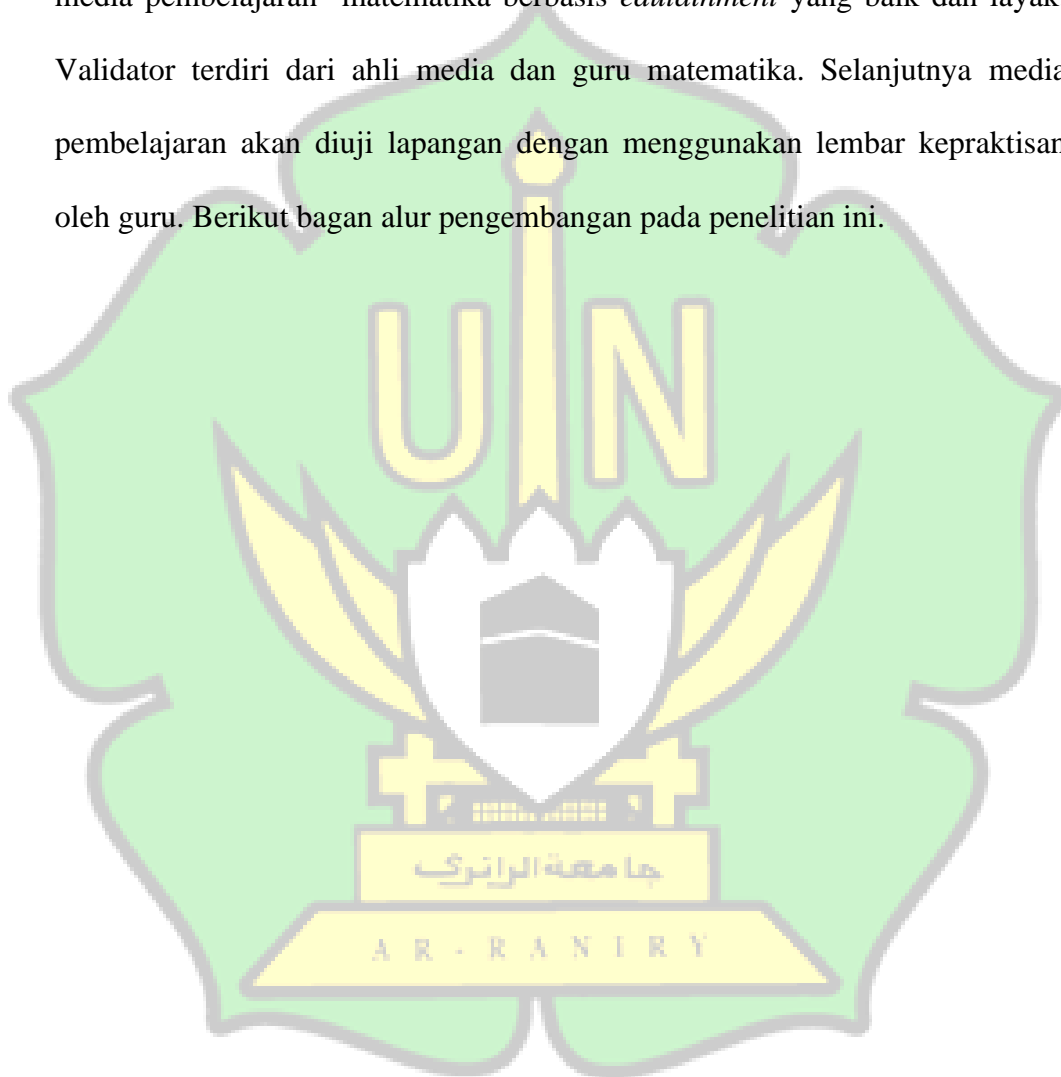 media pembelajaran matematika berbasis edutainment yang baik dan layak.
Validator terdiri dari ahli media dan guru matematika. Selanjutnya media
pembelajaran akan diuji lapangan dengan menggunakan lembar kepraktisan
oleh guru. Berikut bagan alur pengembangan pada penelitian ini.
UIN
جامعة الرانري
AR-RANIRY